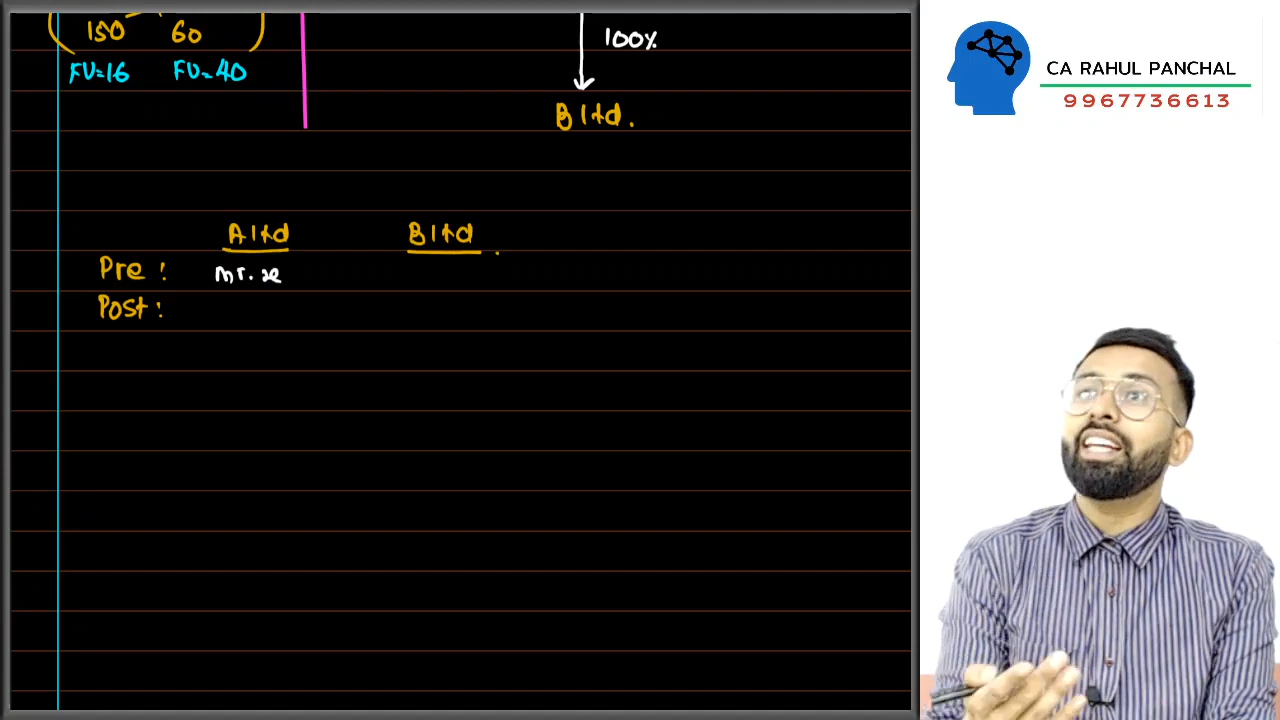 150 60
FV=16 FV=40
100%
B ltd.
A ltd B ltd.
Pre : Mr. x
Post :
CA RAHUL PANCHAL
9967736613